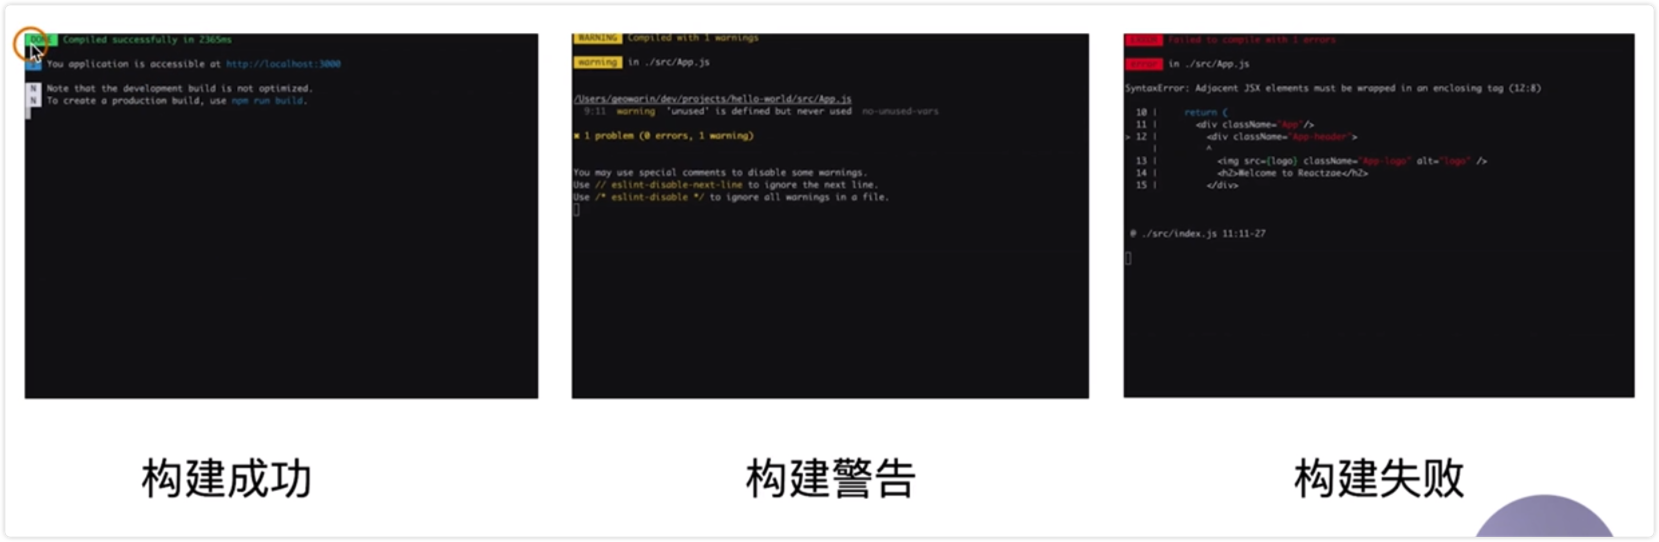 DONE Compiled successfully in 2365ms
You application is accessible at http://localhost:3000
N Note that the development build is not optimized.
N To create a production build, use npm run build.
构建成功
WARNING Compiled with 1 warnings
warning in ./src/App.js
/Users/geowarin/dev/projects/hello-world/src/App.js
9:11 warning 'unused' is defined but never used no-unused-vars
✖ 1 problem (0 errors, 1 warning)
You may use special comments to disable some warnings.
Use // eslint-disable-next-line to ignore the next line.
Use /* eslint-disable */ to ignore all warnings in a file.
构建警告
ERROR Failed to compile with 1 errors
error in ./src/App.js
SyntaxError: Adjacent JSX elements must be wrapped in an enclosing tag (12:8)
10 | return (
11 | <div className="App"/>
> 12 | <div className="App-header">
| ^
13 | <img src={logo} className="App-logo" alt="logo" />
14 | <h2>Welcome to Reactzae</h2>
15 | </div>
@ ./src/index.js 11:11-27
构建失败